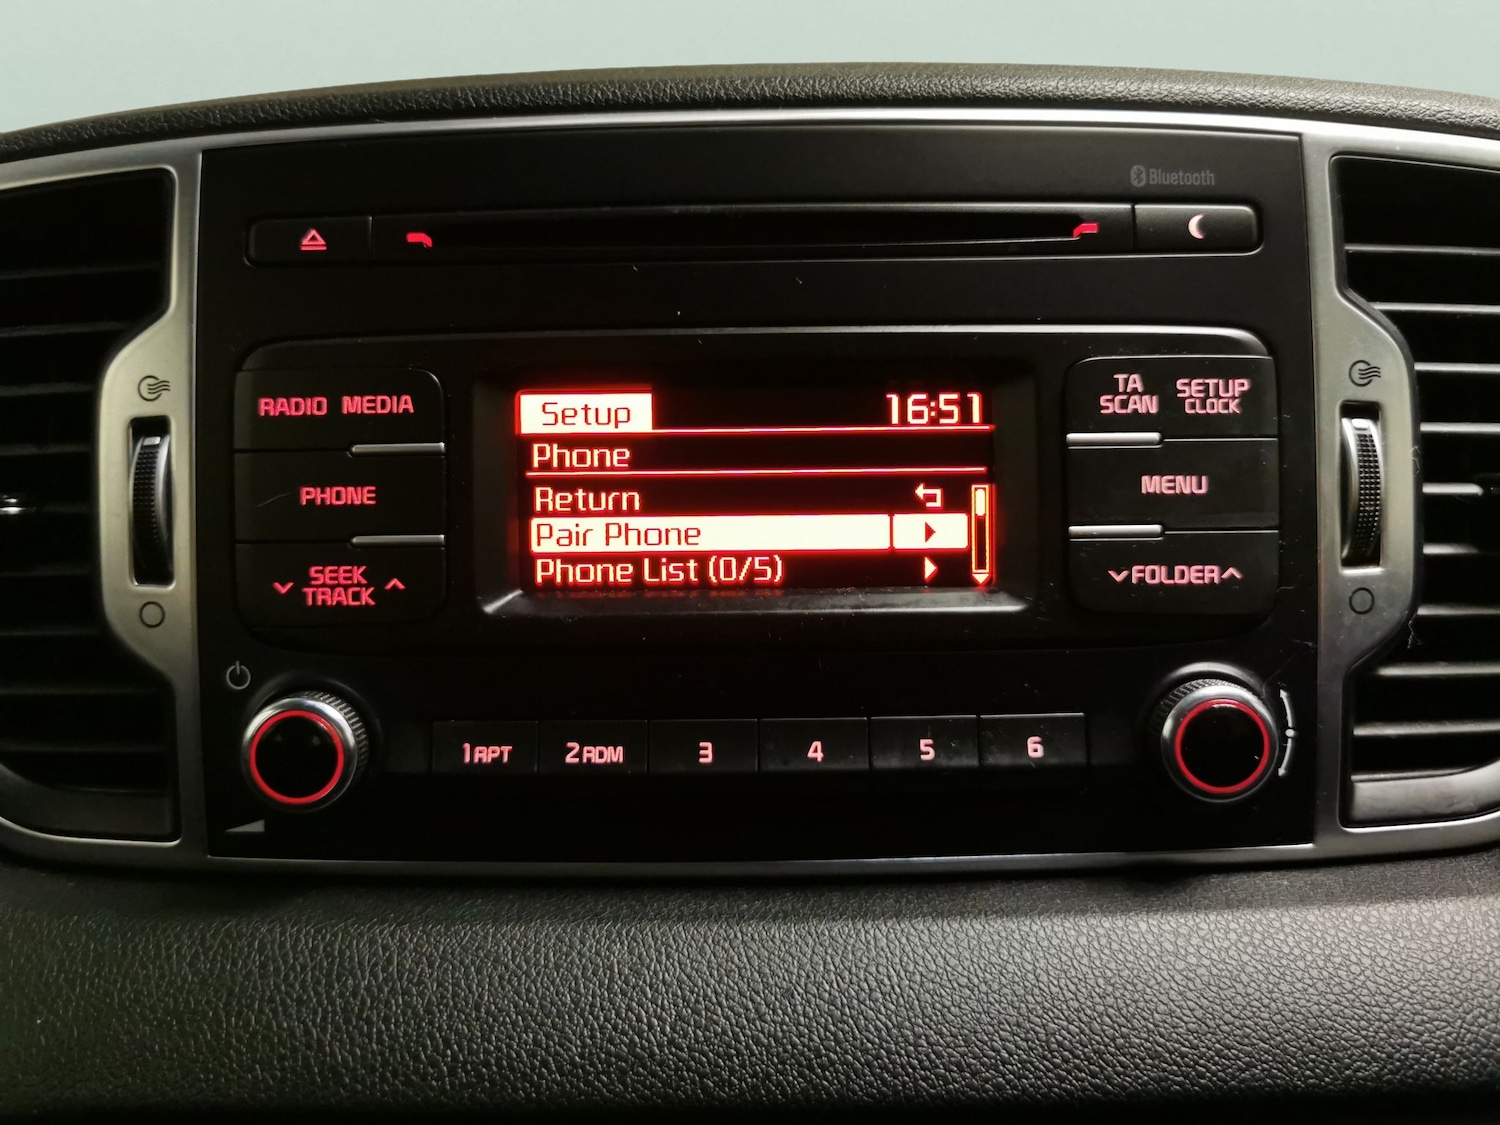 Bluetooth
RADIO MEDIA
TA
SCAN
SETUP
CLOCK
Setup 16:51
Phone
Return
Pair Phone
Phone List (0/5)
PHONE
MENU
SEEK
TRACK
FOLDER
1 RPT 2 RDM 3 4 5 6